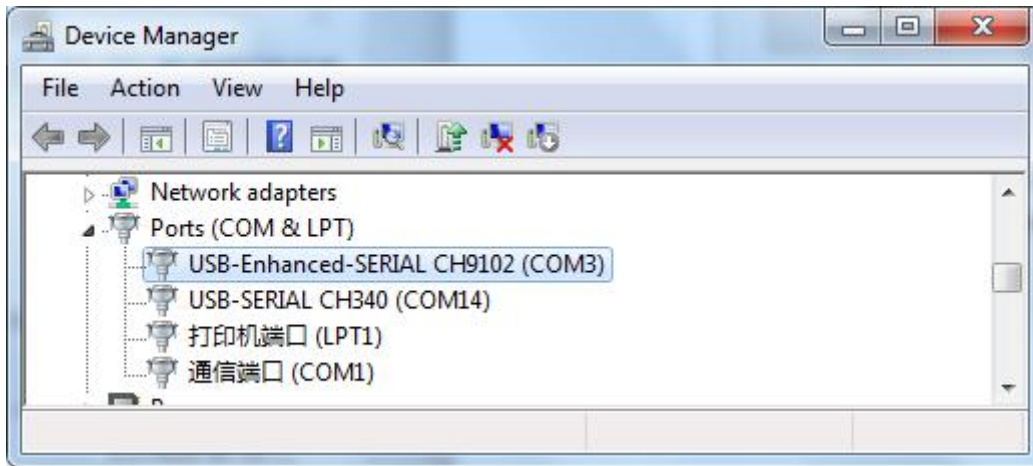 Device Manager
File Action View Help
Network adapters
Ports (COM & LPT)
USB-Enhanced-SERIAL CH9102 (COM3)
USB-SERIAL CH340 (COM14)
打印机端口 (LPT1)
通信端口 (COM1)